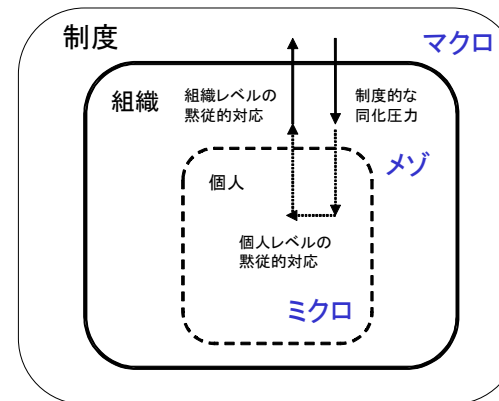 制度
マクロ
組織
組織レベルの
黙従的対応
制度的な
同化圧力
メゾ
個人
個人レベルの
黙従的対応
ミクロ